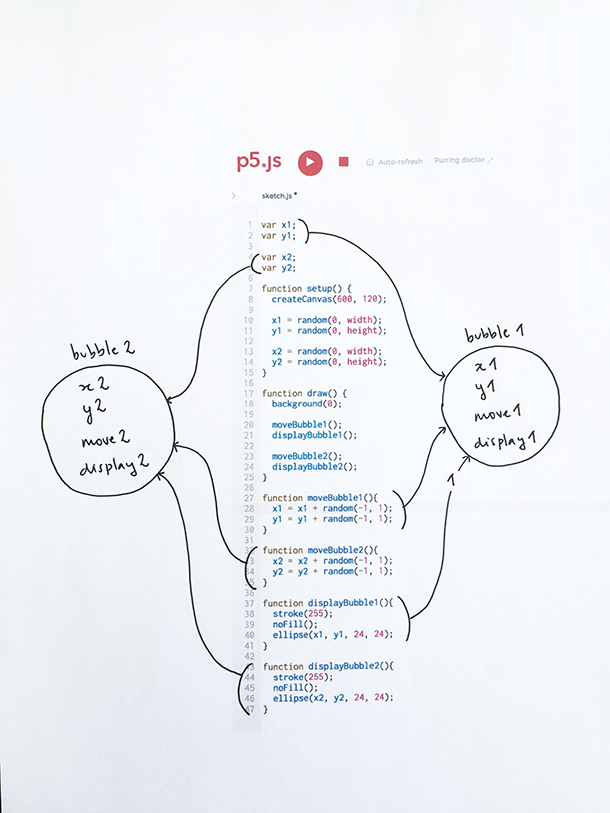 p5.js
Auto-refresh
Purring doctor
sketch.js
1 var x1;
2 var y1;
3
4 var x2;
5 var y2;
6
7 function setup() {
8 createCanvas(600, 120);
9
10 x1 = random(0, width);
11 y1 = random(0, height);
12
13 x2 = random(0, width);
14 y2 = random(0, height);
15 }
16
17 function draw() {
18 background(0);
19
20 moveBubble1();
21 displayBubble1();
22
23 moveBubble2();
24 displayBubble2();
25 }
26
27 function moveBubble1(){
28 x1 = x1 + random(-1, 1);
29 y1 = y1 + random(-1, 1);
30 }
31
32 function moveBubble2(){
33 x2 = x2 + random(-1, 1);
34 y2 = y2 + random(-1, 1);
35 }
36
37 function displayBubble1(){
38 stroke(255);
39 noFill();
40 ellipse(x1, y1, 24, 24);
41 }
42
43 function displayBubble2(){
44 stroke(255);
45 noFill();
46 ellipse(x2, y2, 24, 24);
47 }
bubble 2
x2
y2
move2
display2
bubble 1
x1
y1
move1
display1
1